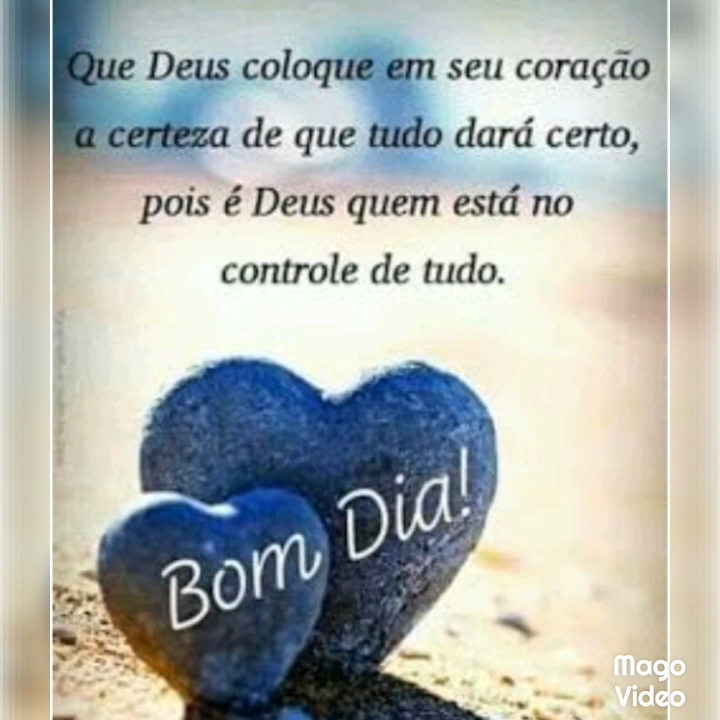 Que Deus coloque em seu coração
a certeza de que tudo dará certo,
pois é Deus quem está no
controle de tudo.
Bom Dia!
Mago
Video